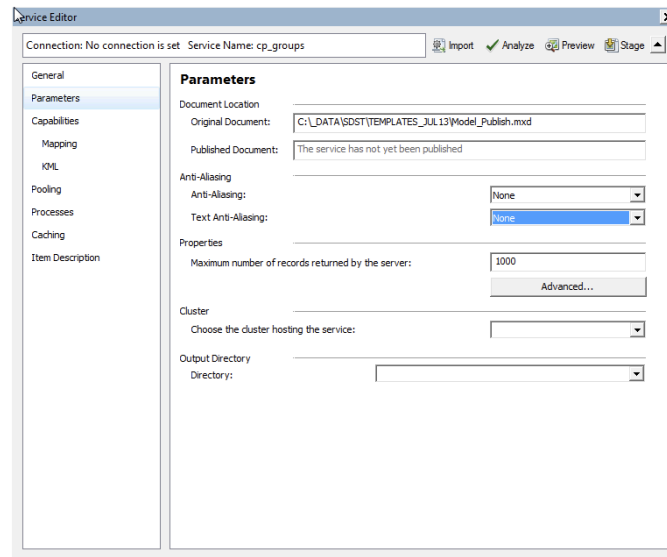 Service Editor
Connection: No connection is set Service Name: cp_groups
Import Analyze Preview Stage
General
Parameters
Capabilities
Mapping
KML
Pooling
Processes
Caching
Item Description
Parameters
Document Location
Original Document: C:\_DATA\SDST\TEMPLATES_JUL13\Model_Publish.mxd
Published Document: The service has not yet been published
Anti-Aliasing
Anti-Aliasing: None
Text Anti-Aliasing: None
Properties
Maximum number of records returned by the server: 1000
Advanced...
Cluster
Choose the cluster hosting the service:
Output Directory
Directory: